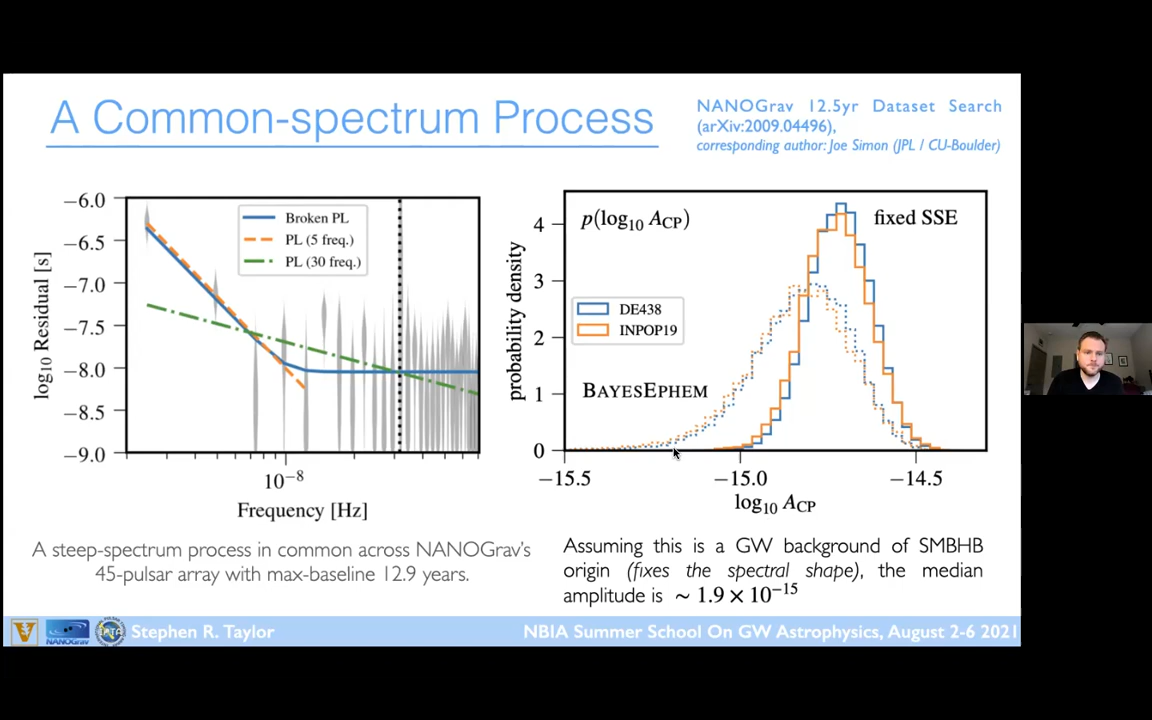 A Common-spectrum Process
NANOGrav 12.5yr Dataset Search
(arXiv:2009.04496),
corresponding author: Joe Simon (JPL / CU-Boulder)
−6.0
−6.5
−7.0
−7.5
−8.0
−8.5
−9.0
log10 Residual [s]
Broken PL
PL (5 freq.)
PL (30 freq.)
10−8
Frequency [Hz]
4
3
2
1
0
probability density
p(log10 ACP)
fixed SSE
DE438
INPOP19
BAYESEPHEM
−15.5
−15.0
−14.5
log10 ACP
A steep-spectrum process in common across NANOGrav's
45-pulsar array with max-baseline 12.9 years.
Assuming this is a GW background of SMBHB
origin (fixes the spectral shape), the median
amplitude is ∼ 1.9 × 10−15
V
NANOGrav
IPTA
Stephen R. Taylor
NBIA Summer School On GW Astrophysics, August 2-6 2021